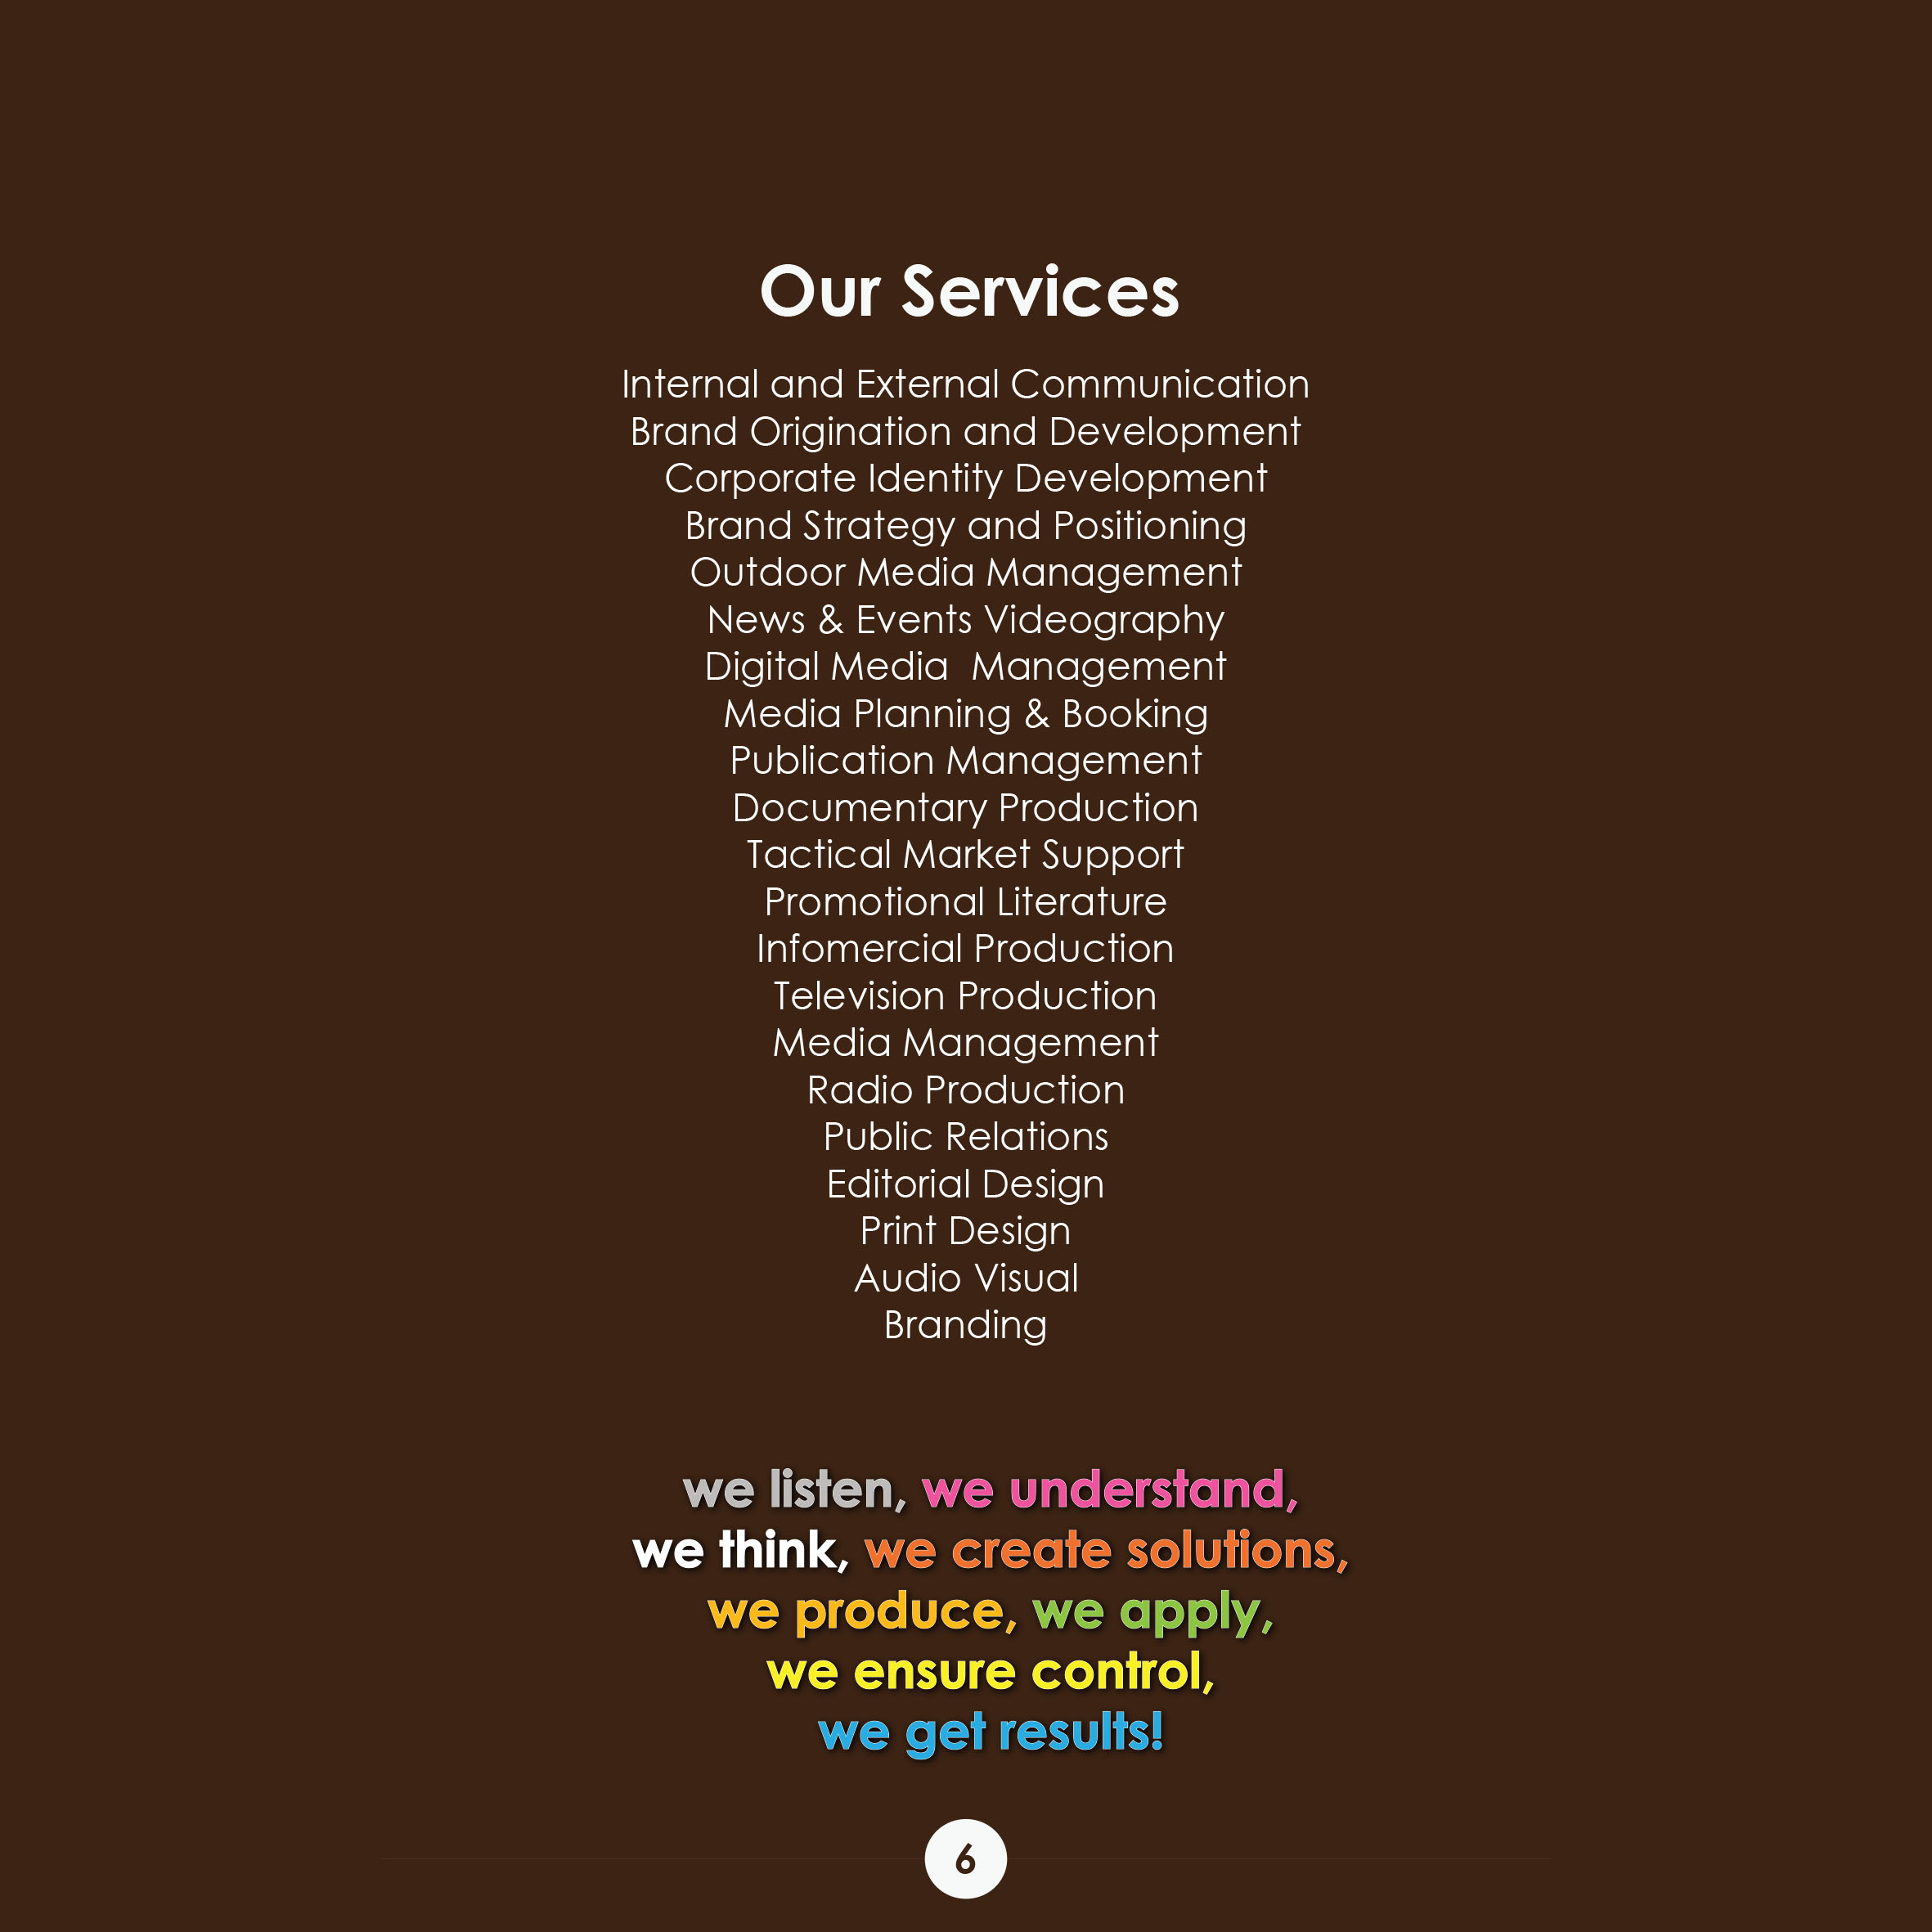 Our Services
Internal and External Communication
Brand Origination and Development
Corporate Identity Development
Brand Strategy and Positioning
Outdoor Media Management
News & Events Videography
Digital Media  Management
Media Planning & Booking
Publication Management
Documentary Production
Tactical Market Support
Promotional Literature
Infomercial Production
Television Production
Media Management
Radio Production
Public Relations
Editorial Design
Print Design
Audio Visual
Branding
we listen, we understand,
we think, we create solutions,
we produce, we apply,
we ensure control,
we get results!
6